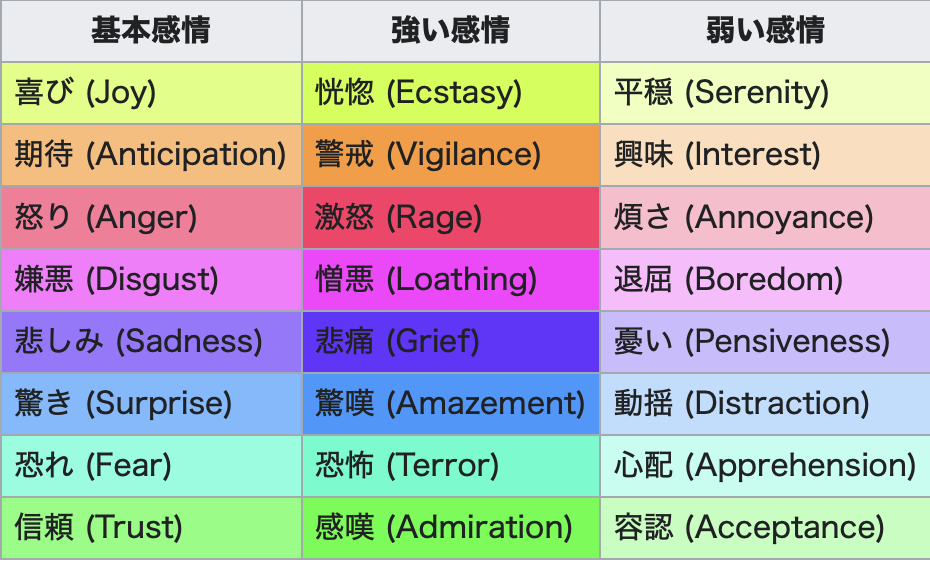 基本感情 強い感情 弱い感情
喜び (Joy) 恍惚 (Ecstasy) 平穏 (Serenity)
期待 (Anticipation) 警戒 (Vigilance) 興味 (Interest)
怒り (Anger) 激怒 (Rage) 煩さ (Annoyance)
嫌悪 (Disgust) 憎悪 (Loathing) 退屈 (Boredom)
悲しみ (Sadness) 悲痛 (Grief) 憂い (Pensiveness)
驚き (Surprise) 驚嘆 (Amazement) 動揺 (Distraction)
恐れ (Fear) 恐怖 (Terror) 心配 (Apprehension)
信頼 (Trust) 感嘆 (Admiration) 容認 (Acceptance)